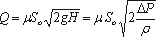 Q = μS₀√(2gH) = μS₀√(2ΔP/ρ)